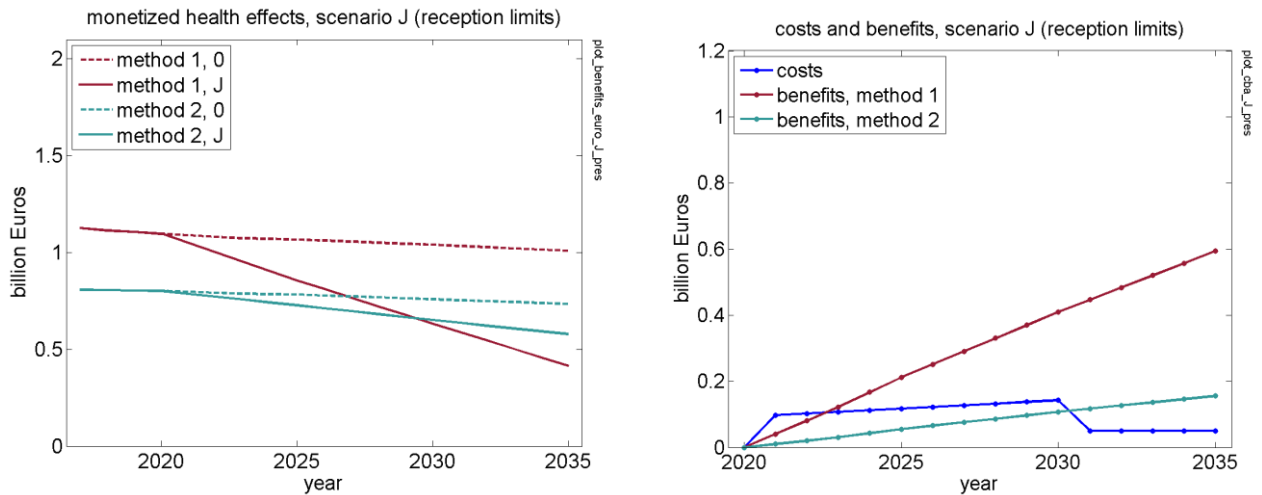 monetized health effects, scenario J (reception limits)
method 1, 0
method 1, J
method 2, 0
method 2, J
plot_benefits_euro_J_pres
billion Euros
2
1.5
1
0.5
0
2020
2025
2030
2035
year
costs and benefits, scenario J (reception limits)
costs
benefits, method 1
benefits, method 2
plot_cba_J_pres
billion Euros
1.2
1
0.8
0.6
0.4
0.2
0
2020
2025
2030
2035
year